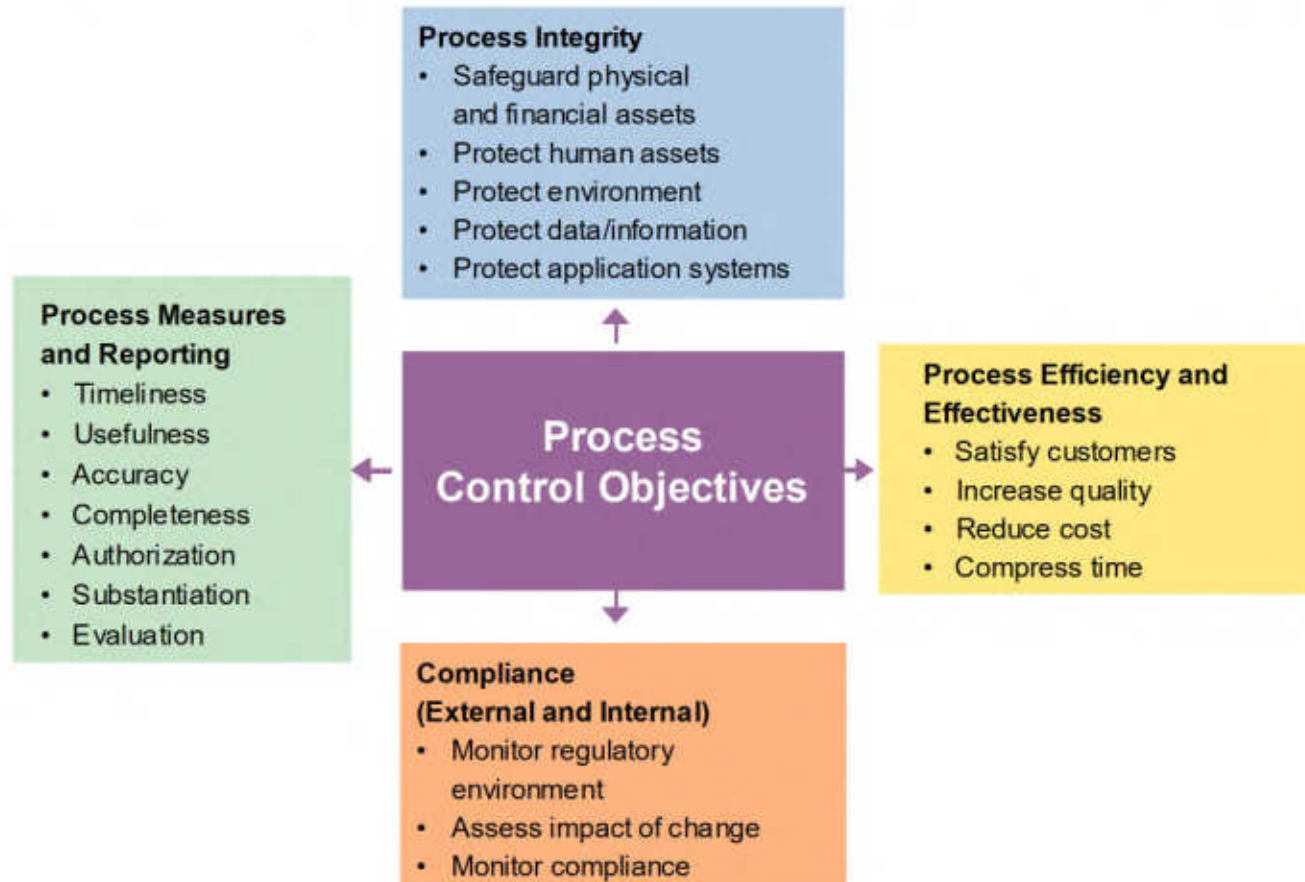 Process Integrity
• Safeguard physical
and financial assets
• Protect human assets
• Protect environment
• Protect data/information
• Protect application systems
Process Measures
and Reporting
• Timeliness
• Usefulness
• Accuracy
• Completeness
• Authorization
• Substantiation
• Evaluation
Process
Control Objectives
Process Efficiency and
Effectiveness
• Satisfy customers
• Increase quality
• Reduce cost
• Compress time
Compliance
(External and Internal)
• Monitor regulatory
environment
• Assess impact of change
• Monitor compliance